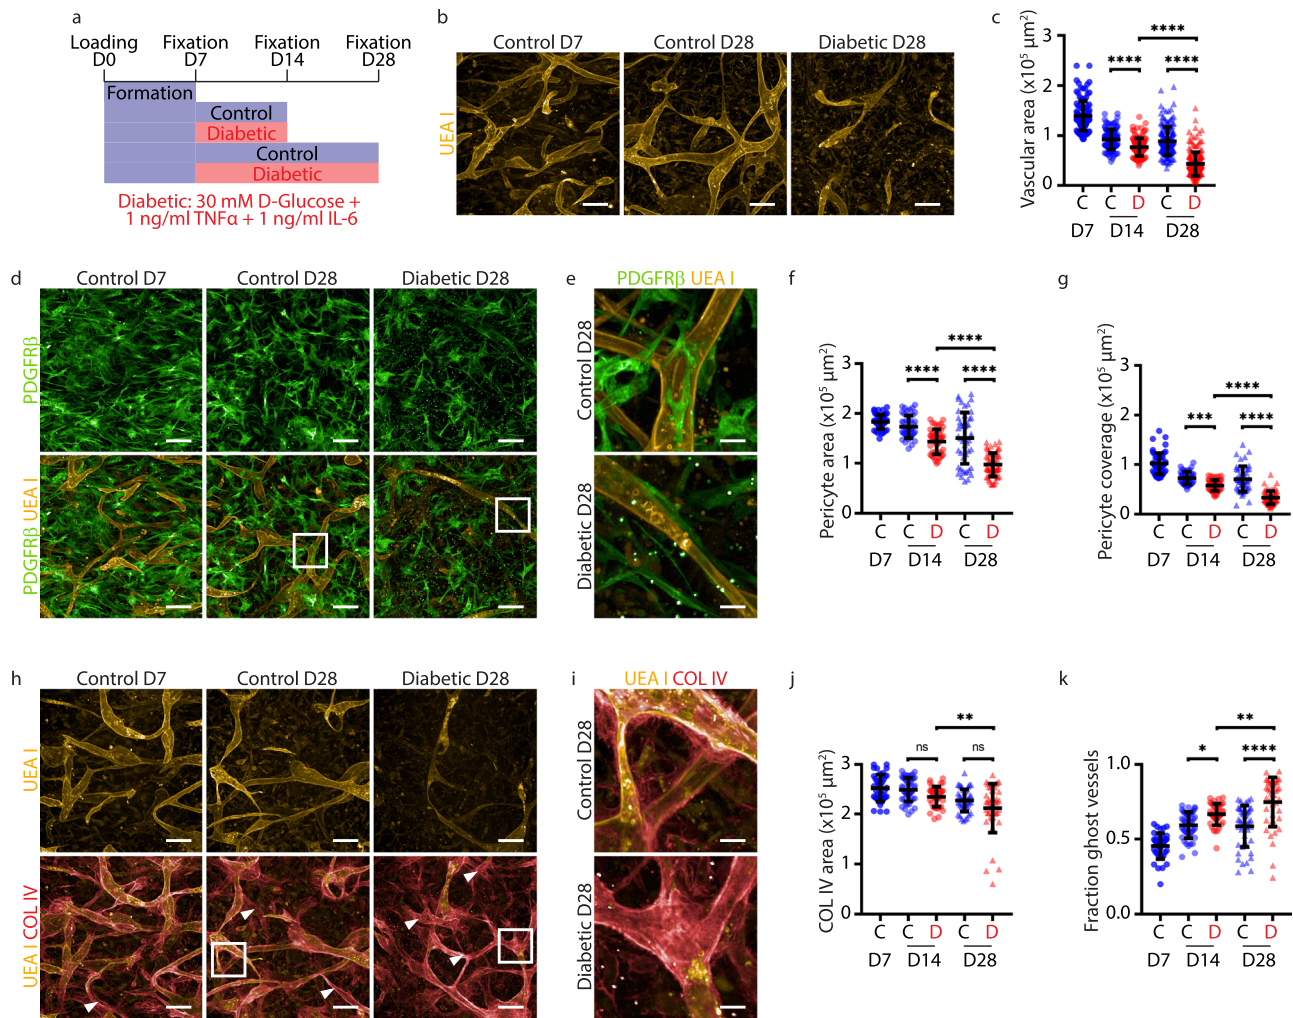 a
Loading Fixation Fixation Fixation
D0 D7 D14 D28
Formation
Control
Diabetic
Control
Diabetic
Diabetic: 30 mM D-Glucose +
1 ng/ml TNFα + 1 ng/ml IL-6
b
Control D7 Control D28 Diabetic D28
UEA I
c
Vascular area (x10⁵ μm²)
3
2
1
0
**** **** ****
C C D C D
D7 D14 D28
d
Control D7 Control D28 Diabetic D28
PDGFRβ
PDGFRβ UEA I
e
PDGFRβ UEA I
Control D28
Diabetic D28
f
Pericyte area (x10⁵ μm²)
3
2
1
0
**** **** ****
C C D C D
D7 D14 D28
g
Pericyte coverage (x10⁵ μm²)
3
2
1
0
**** *** ****
C C D C D
D7 D14 D28
h
Control D7 Control D28 Diabetic D28
UEA I
UEA I COL IV
i
UEA I COL IV
Control D28
Diabetic D28
j
COL IV area (x10⁵ μm²)
3
2
1
0
** ns ns
C C D C D
D7 D14 D28
k
Fraction ghost vessels
1.0
0.5
0.0
** * ****
C C D C D
D7 D14 D28